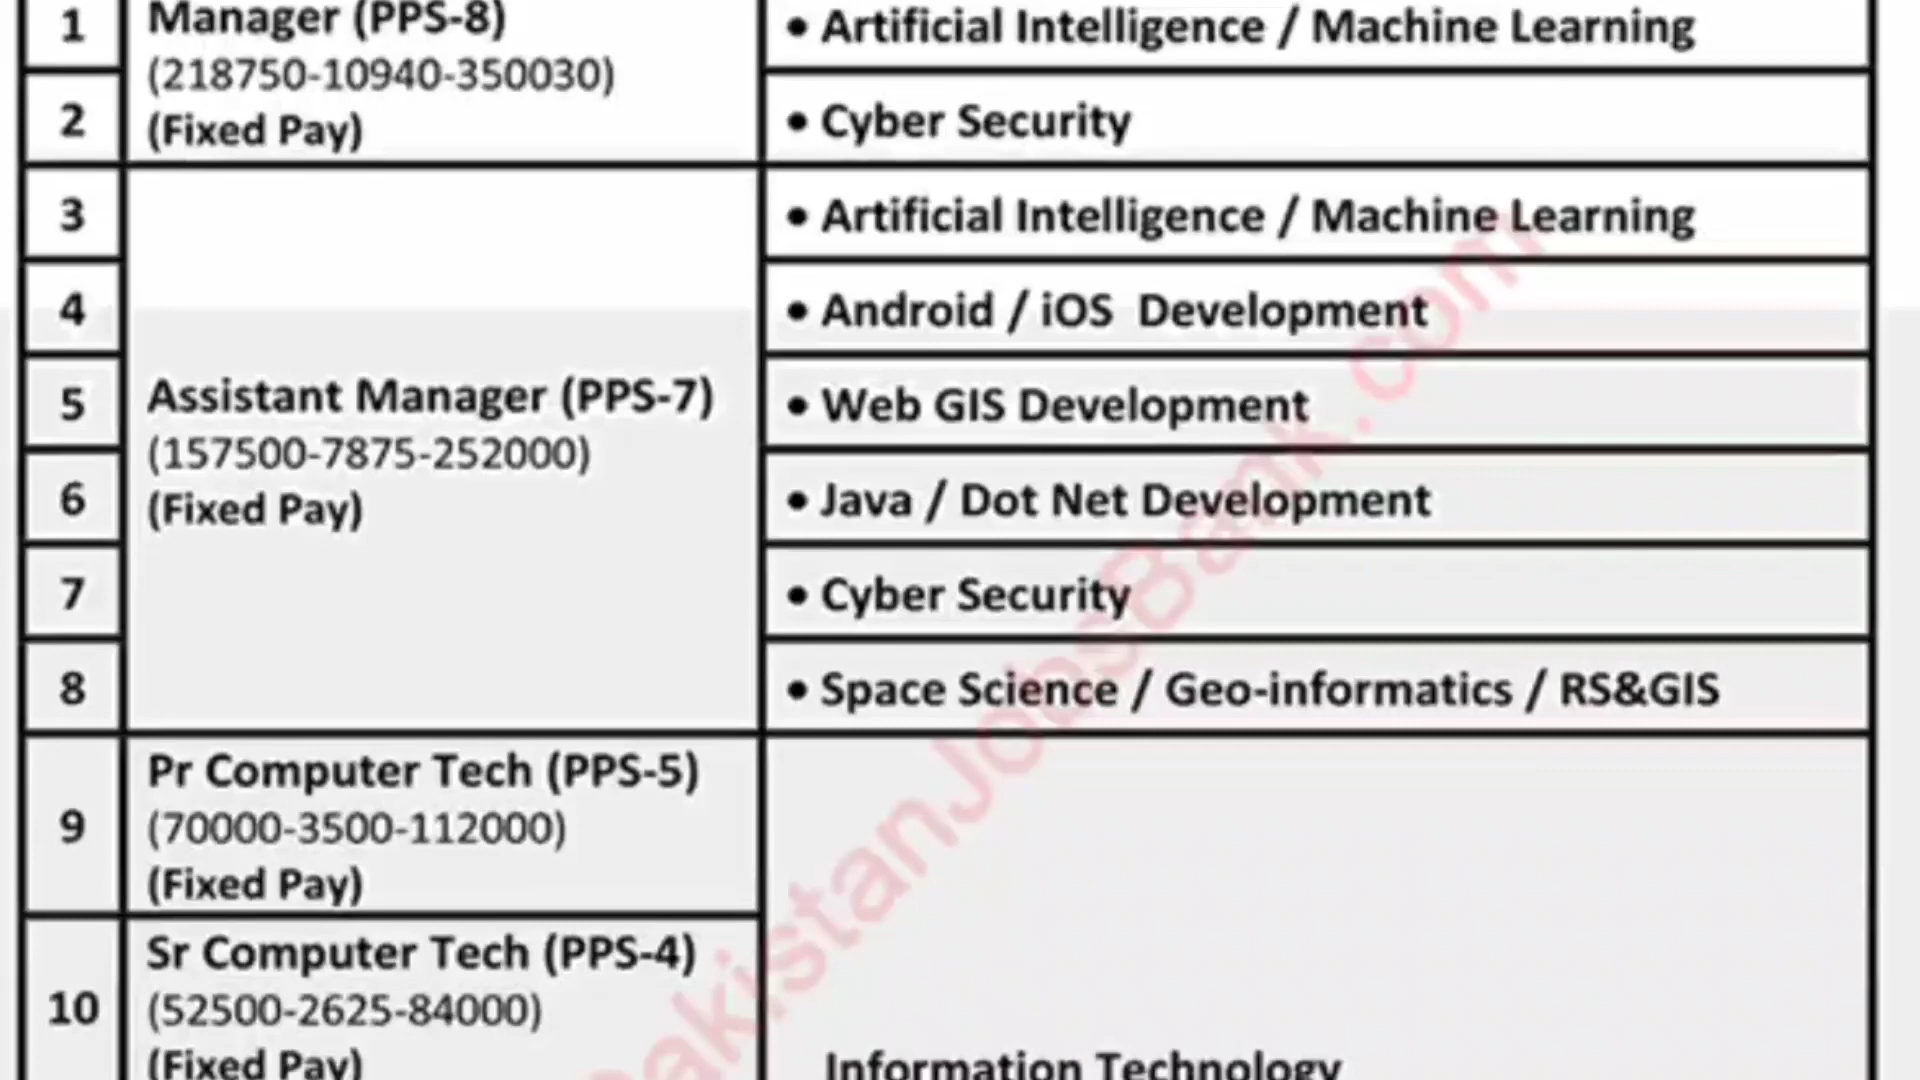 1
Manager (PPS-8)
(218750-10940-350030)
(Fixed Pay)
• Artificial Intelligence / Machine Learning
2
• Cyber Security
3
• Artificial Intelligence / Machine Learning
4
• Android / iOS  Development
Assistant Manager (PPS-7)
(157500-7875-252000)
(Fixed Pay)
5
• Web GIS Development
6
• Java / Dot Net Development
7
• Cyber Security
8
• Space Science / Geo-informatics / RS&GIS
9
Pr Computer Tech (PPS-5)
(70000-3500-112000)
(Fixed Pay)
10
Sr Computer Tech (PPS-4)
(52500-2625-84000)
(Fixed Pay)
Information Technology
PakistanJobsBank.com